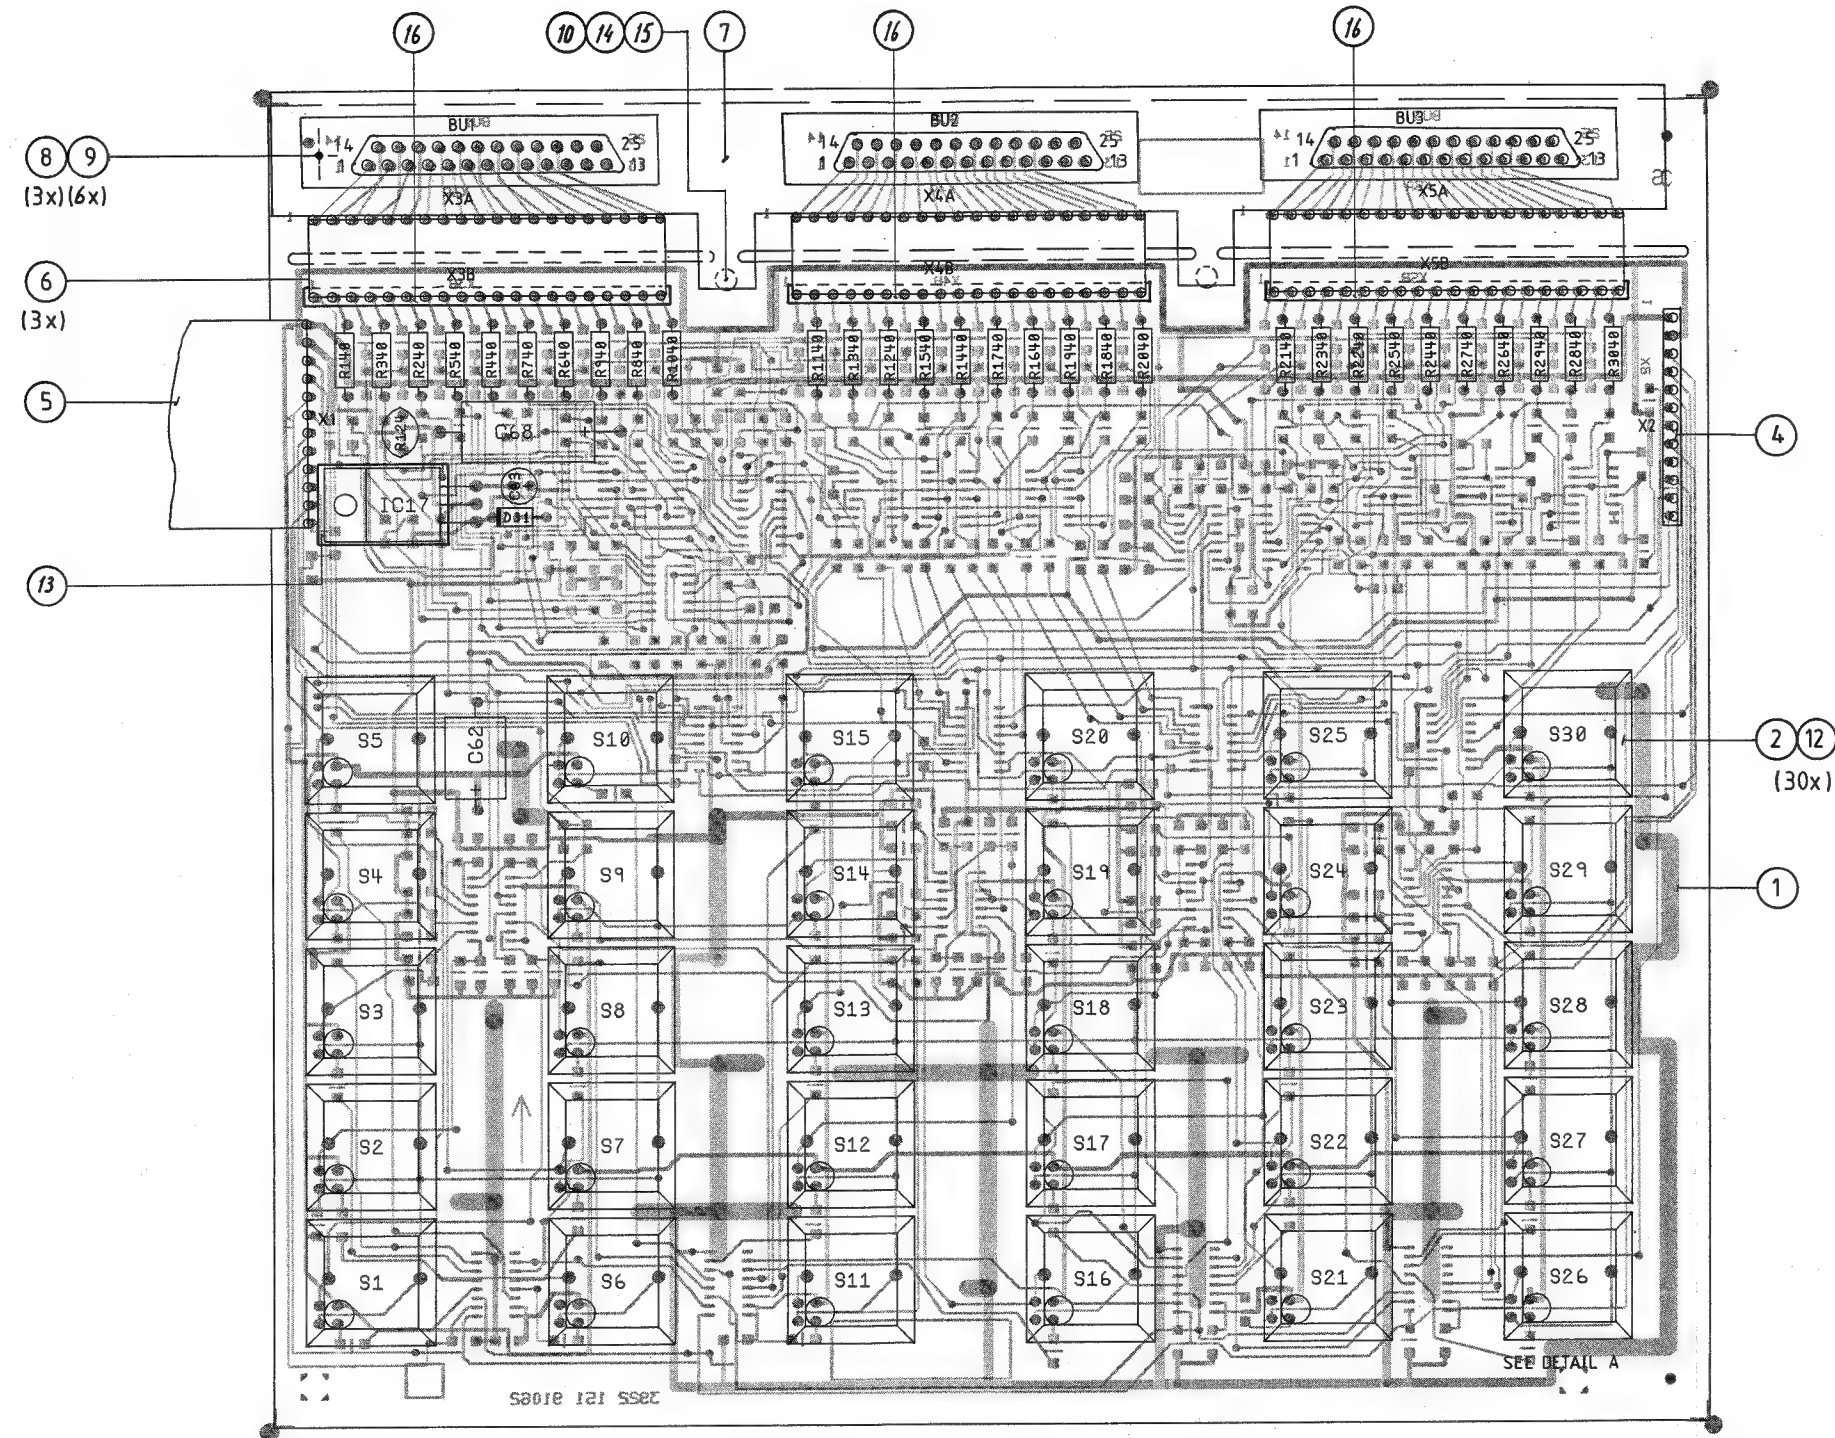 16 10 14 15 7 16 16
BU1 BU2 BU3
14 25 14 25 14 25
8 9
1 13 1 13 1 13
(3x)(6x)
X3A X4A X5A
6
X3B X4B X5B
(3x)
R140 R340 R240 R540 R440 R740 R640 R940 R840 R1040 R1140 R1340 R1240 R1540 R1440 R1740 R1640 R1940 R1840 R2040 R2140 R2340 R2240 R2540 R2440 R2740 R2640 R2940 R2840 R3040
5
X1 R124 C68 + X2 4
IC17 C63
D31
13
S5 C62 S10 S15 S20 S25 S30 2 12
+ (30x)
S4 S9 S14 S19 S24 S29 1
S3 S8 S13 S18 S23 S28
S2 S7 S12 S17 S22 S27
S1 S6 S11 S16 S21 S26
SEE DETAIL A
3922 151 91062